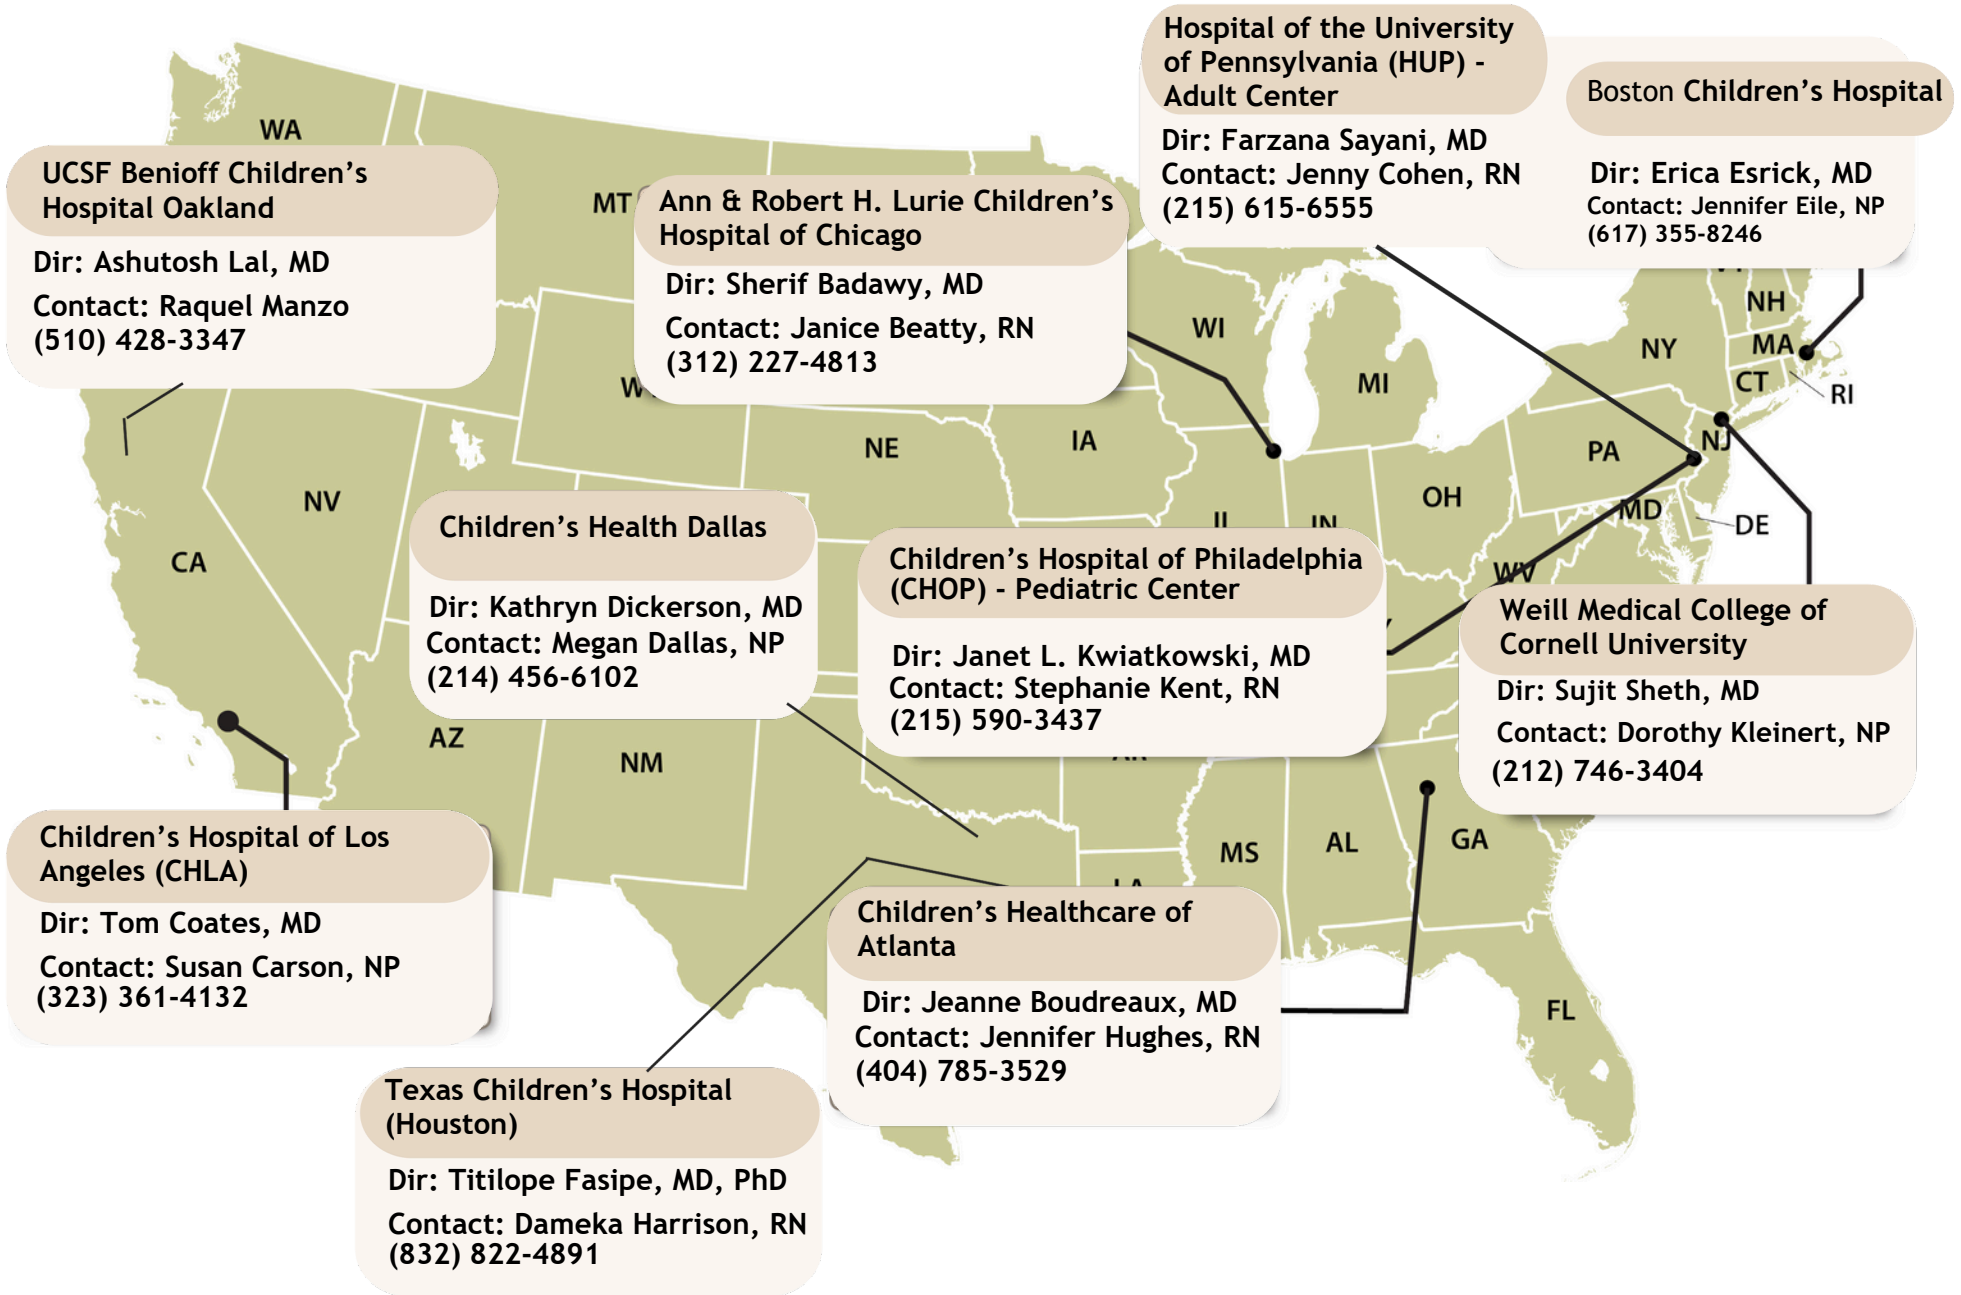 Hospital of the University
of Pennsylvania (HUP) -
Adult Center
Dir: Farzana Sayani, MD
Contact: Jenny Cohen, RN
(215) 615-6555
Boston Children's Hospital
Dir: Erica Esrick, MD
Contact: Jennifer Eile, NP
(617) 355-8246
WA
UCSF Benioff Children's
Hospital Oakland
Dir: Ashutosh Lal, MD
Contact: Raquel Manzo
(510) 428-3347
MT
Ann & Robert H. Lurie Children's
Hospital of Chicago
Dir: Sherif Badawy, MD
Contact: Janice Beatty, RN
(312) 227-4813
WI
MI
NY
NH
MA
CT
RI
NE
IA
PA
NJ
NV
OH
MD
DE
IL
IN
CA
WV
Children's Health Dallas
Dir: Kathryn Dickerson, MD
Contact: Megan Dallas, NP
(214) 456-6102
Children's Hospital of Philadelphia
(CHOP) - Pediatric Center
Dir: Janet L. Kwiatkowski, MD
Contact: Stephanie Kent, RN
(215) 590-3437
Weill Medical College of
Cornell University
Dir: Sujit Sheth, MD
Contact: Dorothy Kleinert, NP
(212) 746-3404
AZ
NM
AR
MS
AL
GA
LA
FL
Children's Hospital of Los
Angeles (CHLA)
Dir: Tom Coates, MD
Contact: Susan Carson, NP
(323) 361-4132
Children's Healthcare of
Atlanta
Dir: Jeanne Boudreaux, MD
Contact: Jennifer Hughes, RN
(404) 785-3529
Texas Children's Hospital
(Houston)
Dir: Titilope Fasipe, MD, PhD
Contact: Dameka Harrison, RN
(832) 822-4891